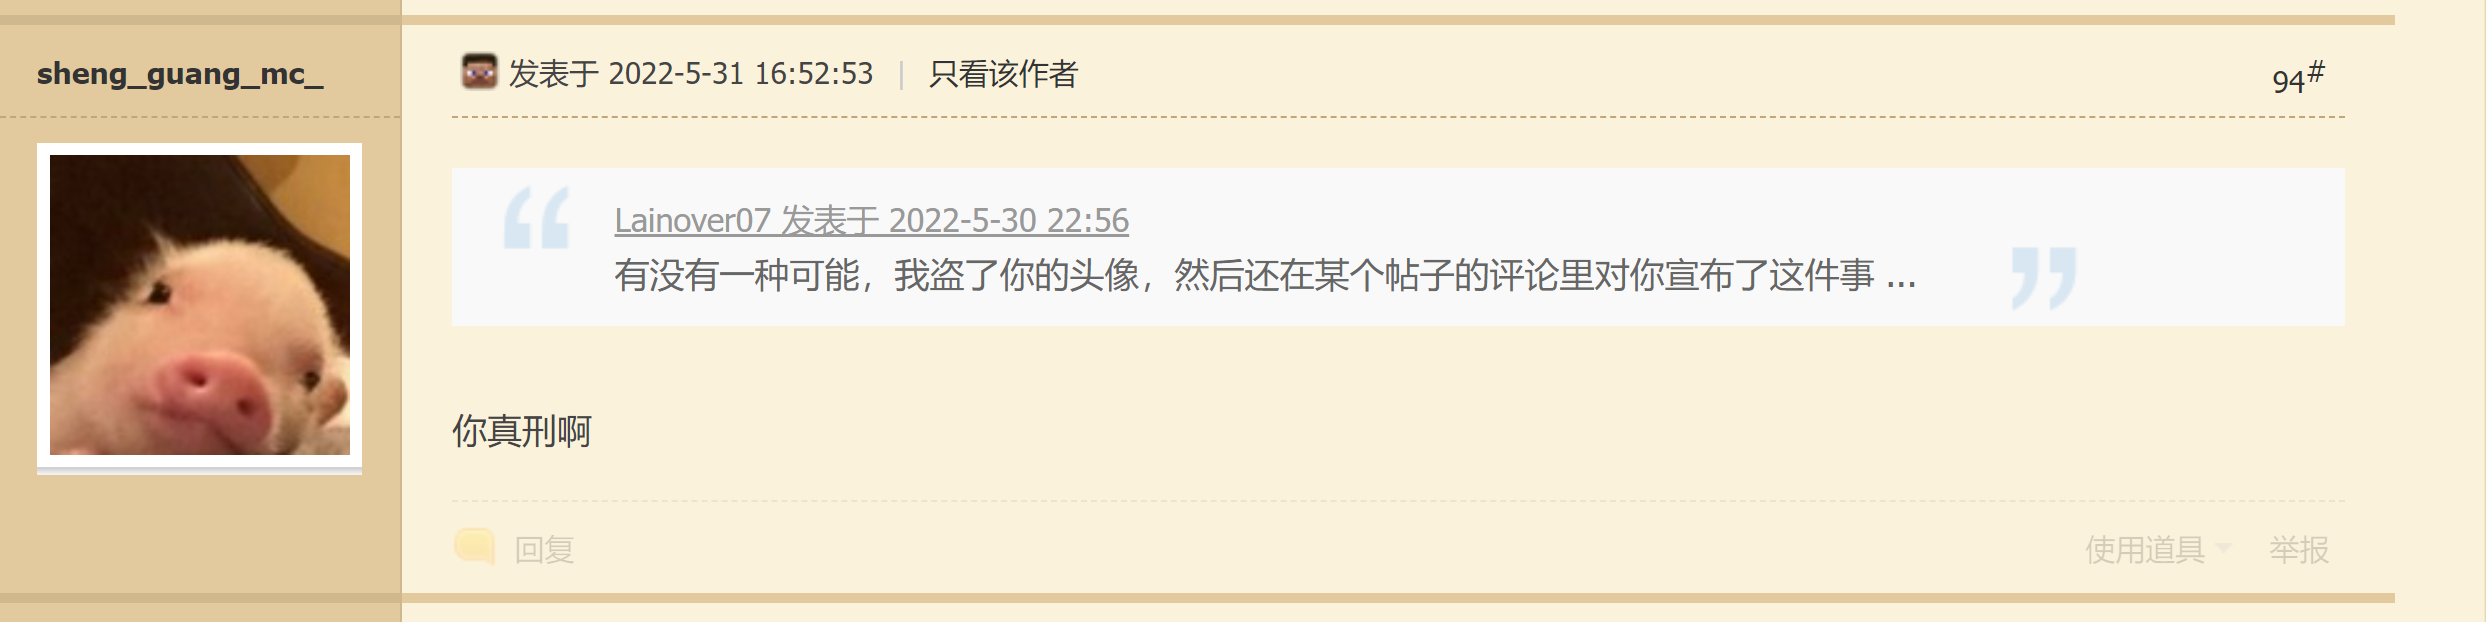 sheng_guang_mc_
发表于 2022-5-31 16:52:53 | 只看该作者
94#
Lainover07 发表于 2022-5-30 22:56
有没有一种可能，我盗了你的头像，然后还在某个帖子的评论里对你宣布了这件事 ...
你真刑啊
回复
使用道具 举报